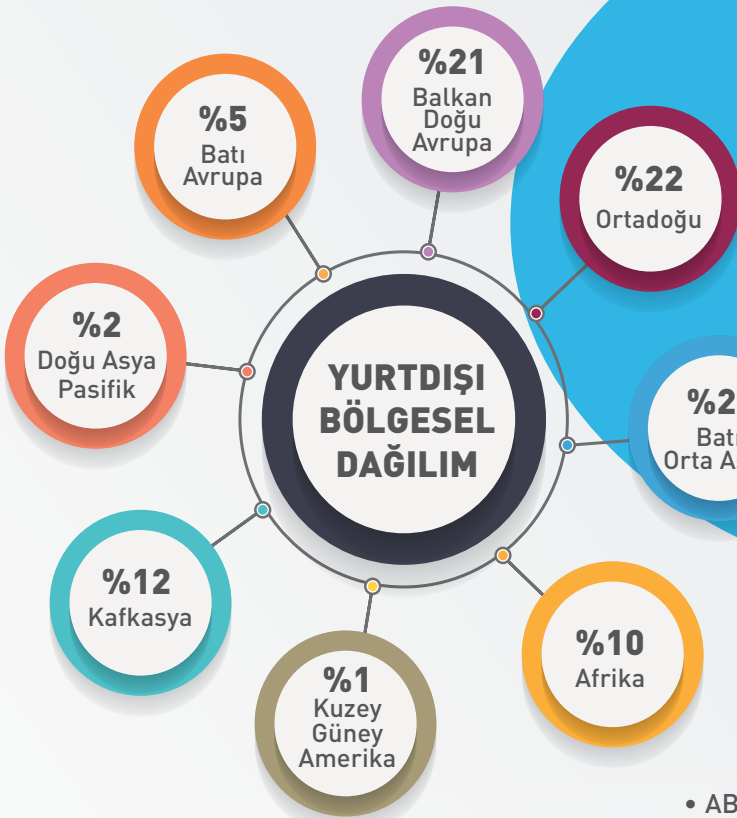 %21
Balkan
Doğu
Avrupa
%5
Batı
Avrupa
%22
Ortadoğu
%2
Doğu Asya
Pasifik
YURTDIŞI
BÖLGESEL
DAĞILIM
Orta
%12
Kafkasya
%10
Afrika
%1
Kuzey
Güney
Amerika